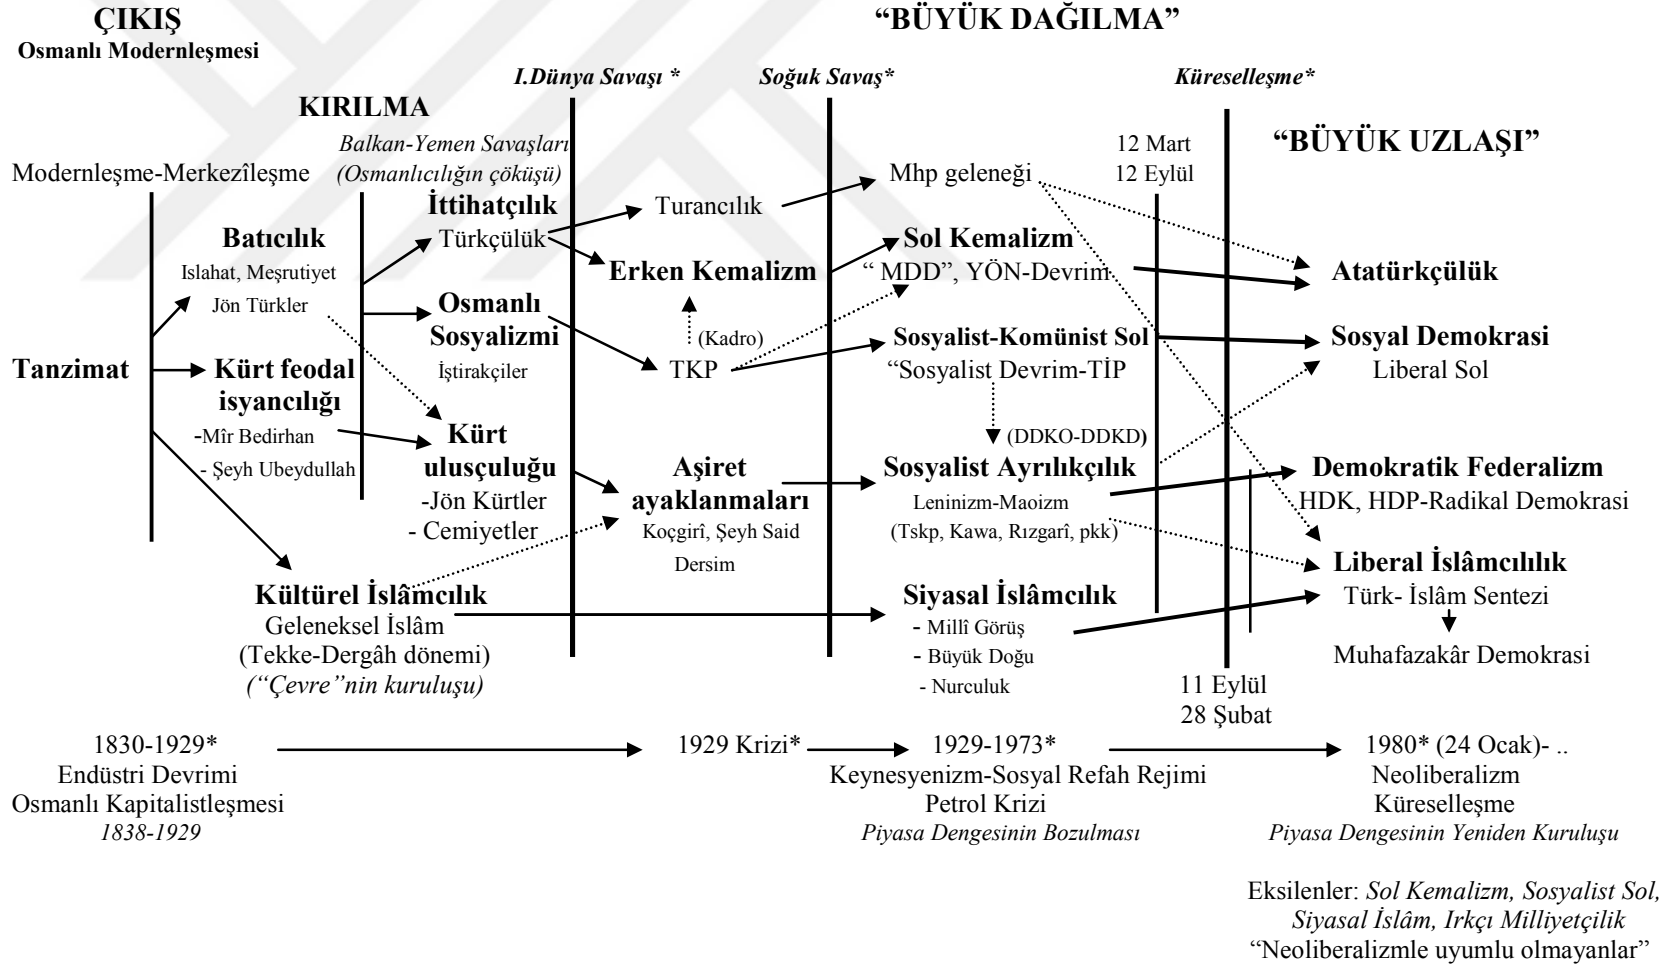 ÇIKIŞ
Osmanlı Modernleşmesi
“BÜYÜK DAĞILMA”
I.Dünya Savaşı *
Soğuk Savaş*
Küreselleşme*
KIRILMA
Balkan-Yemen Savaşları
(Osmanlıcılığın çöküşü)
Modernleşme-Merkezîleşme
12 Mart
12 Eylül
“BÜYÜK UZLAŞI”
Tanzimat
Batıcılık
Islahat, Meşrutiyet
Jön Türkler
Kürt feodal
isyancılığı
-Mîr Bedirhan
- Şeyh Ubeydullah
Kültürel İslâmcılık
Geleneksel İslâm
(Tekke-Dergâh dönemi)
(“Çevre”nin kuruluşu)
İttihatçılık
Türkçülük
Osmanlı
Sosyalizmi
İştirakçiler
Kürt
ulusçuluğu
-Jön Kürtler
- Cemiyetler
Turancılık
Erken Kemalizm
(Kadro)
TKP
Aşiret
ayaklanmaları
Koçgirî, Şeyh Said
Dersim
Mhp geleneği
Sol Kemalizm
“ MDD”, YÖN-Devrim
Sosyalist-Komünist Sol
“Sosyalist Devrim-TİP
(DDKO-DDKD)
Sosyalist Ayrılıkçılık
Leninizm-Maoizm
(Tskp, Kawa, Rızgarî, pkk)
Siyasal İslâmcılık
- Millî Görüş
- Büyük Doğu
- Nurculuk
11 Eylül
28 Şubat
Atatürkçülük
Sosyal Demokrasi
Liberal Sol
Demokratik Federalizm
HDK, HDP-Radikal Demokrasi
Liberal İslâmcılılık
Türk- İslâm Sentezi
Muhafazakâr Demokrasi
1830-1929*
Endüstri Devrimi
Osmanlı Kapitalistleşmesi
1838-1929
1929 Krizi*
1929-1973*
Keynesyenizm-Sosyal Refah Rejimi
Petrol Krizi
Piyasa Dengesinin Bozulması
1980* (24 Ocak)- ..
Neoliberalizm
Küreselleşme
Piyasa Dengesinin Yeniden Kuruluşu
Eksilenler: Sol Kemalizm, Sosyalist Sol,
Siyasal İslâm, Irkçı Milliyetçilik
“Neoliberalizmle uyumlu olmayanlar”